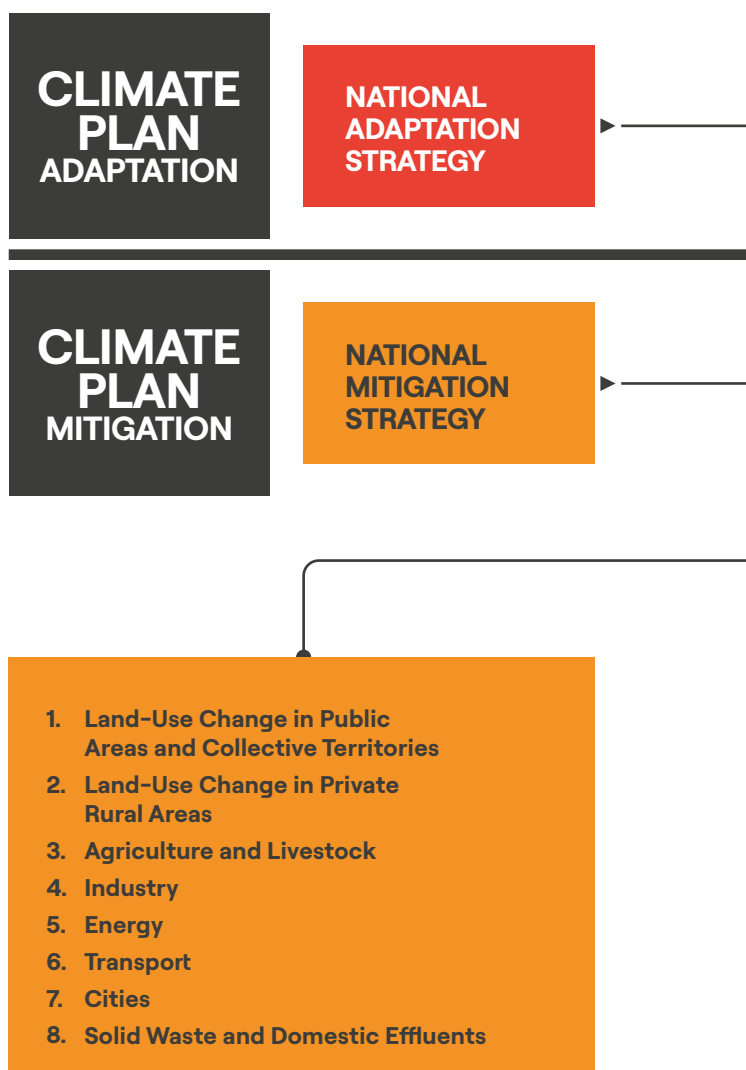 CLIMATE
PLAN
ADAPTATION
NATIONAL
ADAPTATION
STRATEGY
CLIMATE
PLAN
MITIGATION
NATIONAL
MITIGATION
STRATEGY
1. Land-Use Change in Public
Areas and Collective Territories
2. Land-Use Change in Private
Rural Areas
3. Agriculture and Livestock
4. Industry
5. Energy
6. Transport
7. Cities
8. Solid Waste and Domestic Effluents